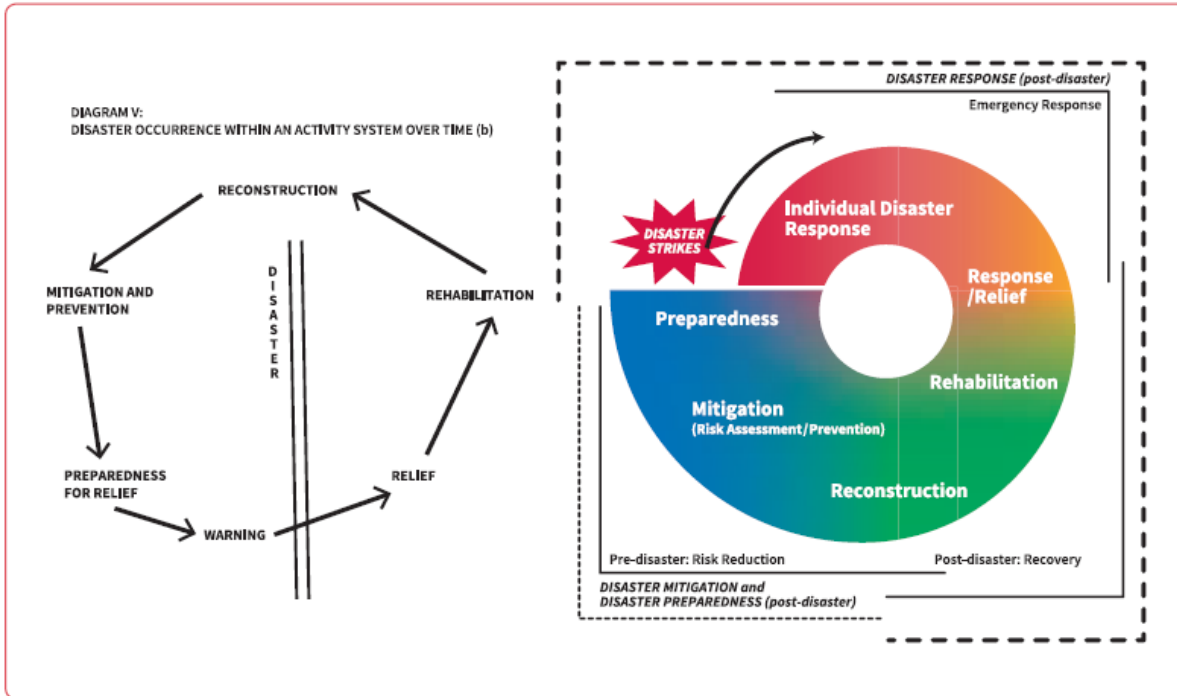 DIAGRAM V:
DISASTER OCCURRENCE WITHIN AN ACTIVITY SYSTEM OVER TIME (b)
RECONSTRUCTION
MITIGATION AND
PREVENTION
DISASTER
REHABILITATION
PREPAREDNESS
FOR RELIEF
RELIEF
WARNING
DISASTER RESPONSE (post-disaster)
Emergency Response
DISASTER
STRIKES
Individual Disaster
Response
Response
/Relief
Preparedness
Rehabilitation
Mitigation
(Risk Assessment/Prevention)
Reconstruction
Pre-disaster: Risk Reduction
Post-disaster: Recovery
DISASTER MITIGATION and
DISASTER PREPAREDNESS (post-disaster)